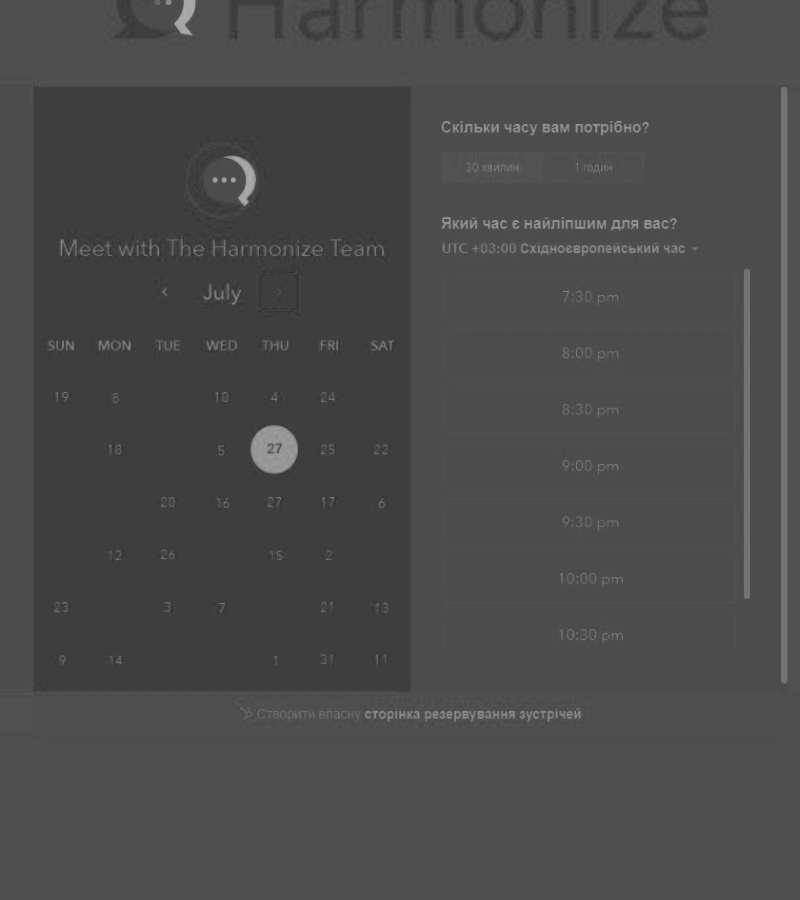 Harmonize
Meet with The Harmonize Team
July
SUN MON TUE WED THU FRI SAT
19 8 10 4 24
18 5 27 25 22
20 16 27 17 6
12 26 15 2
23 3 7 21 13
9 14 1 31 11
Скільки часу вам потрібно?
30 хвилин 1 годин
Який час є найліпшим для вас?
UTC +03:00 Східноєвропейський час
7:30 pm
8:00 pm
8:30 pm
9:00 pm
9:30 pm
10:00 pm
10:30 pm
Створити власну сторінка резервування зустрічей